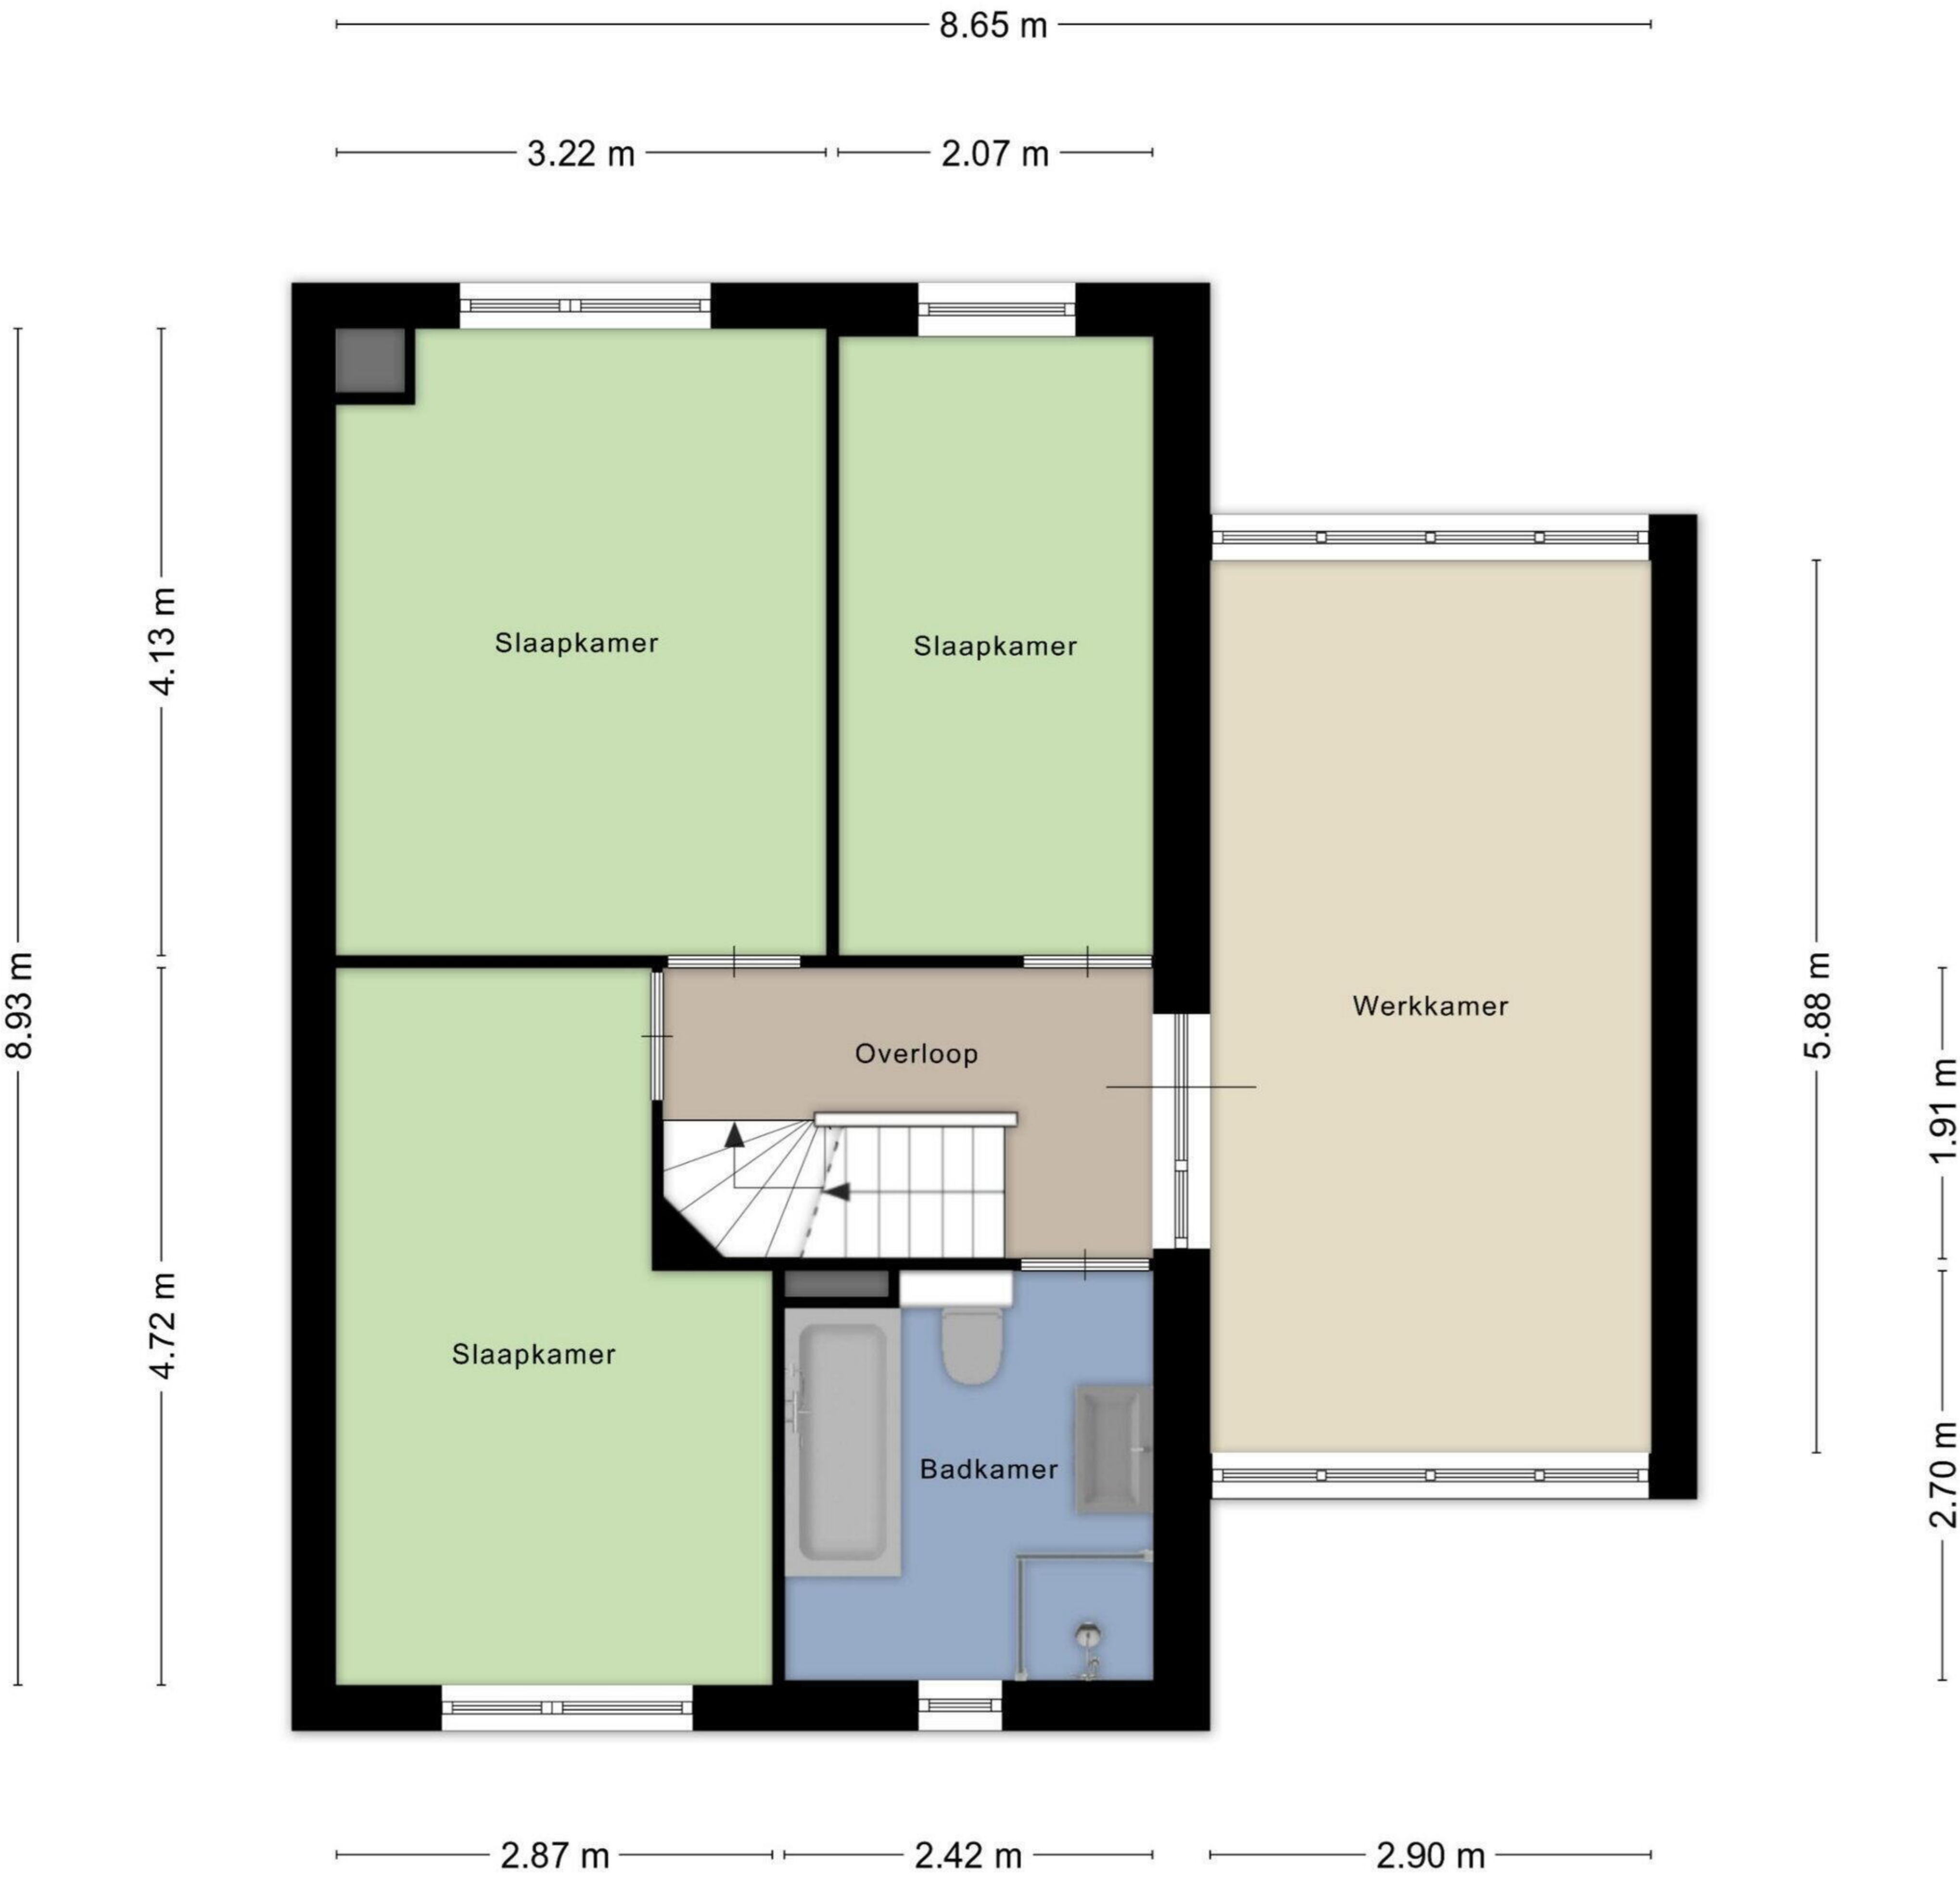 8.65 m
3.22 m
2.07 m
4.13 m
Slaapkamer
Slaapkamer
8.93 m
Werkkamer
5.88 m
Overloop
1.91 m
4.72 m
Slaapkamer
Badkamer
2.70 m
2.87 m
2.42 m
2.90 m